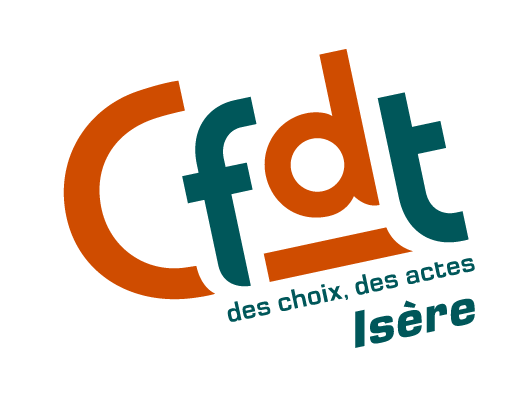 Cfdt
des choix, des actes
Isère